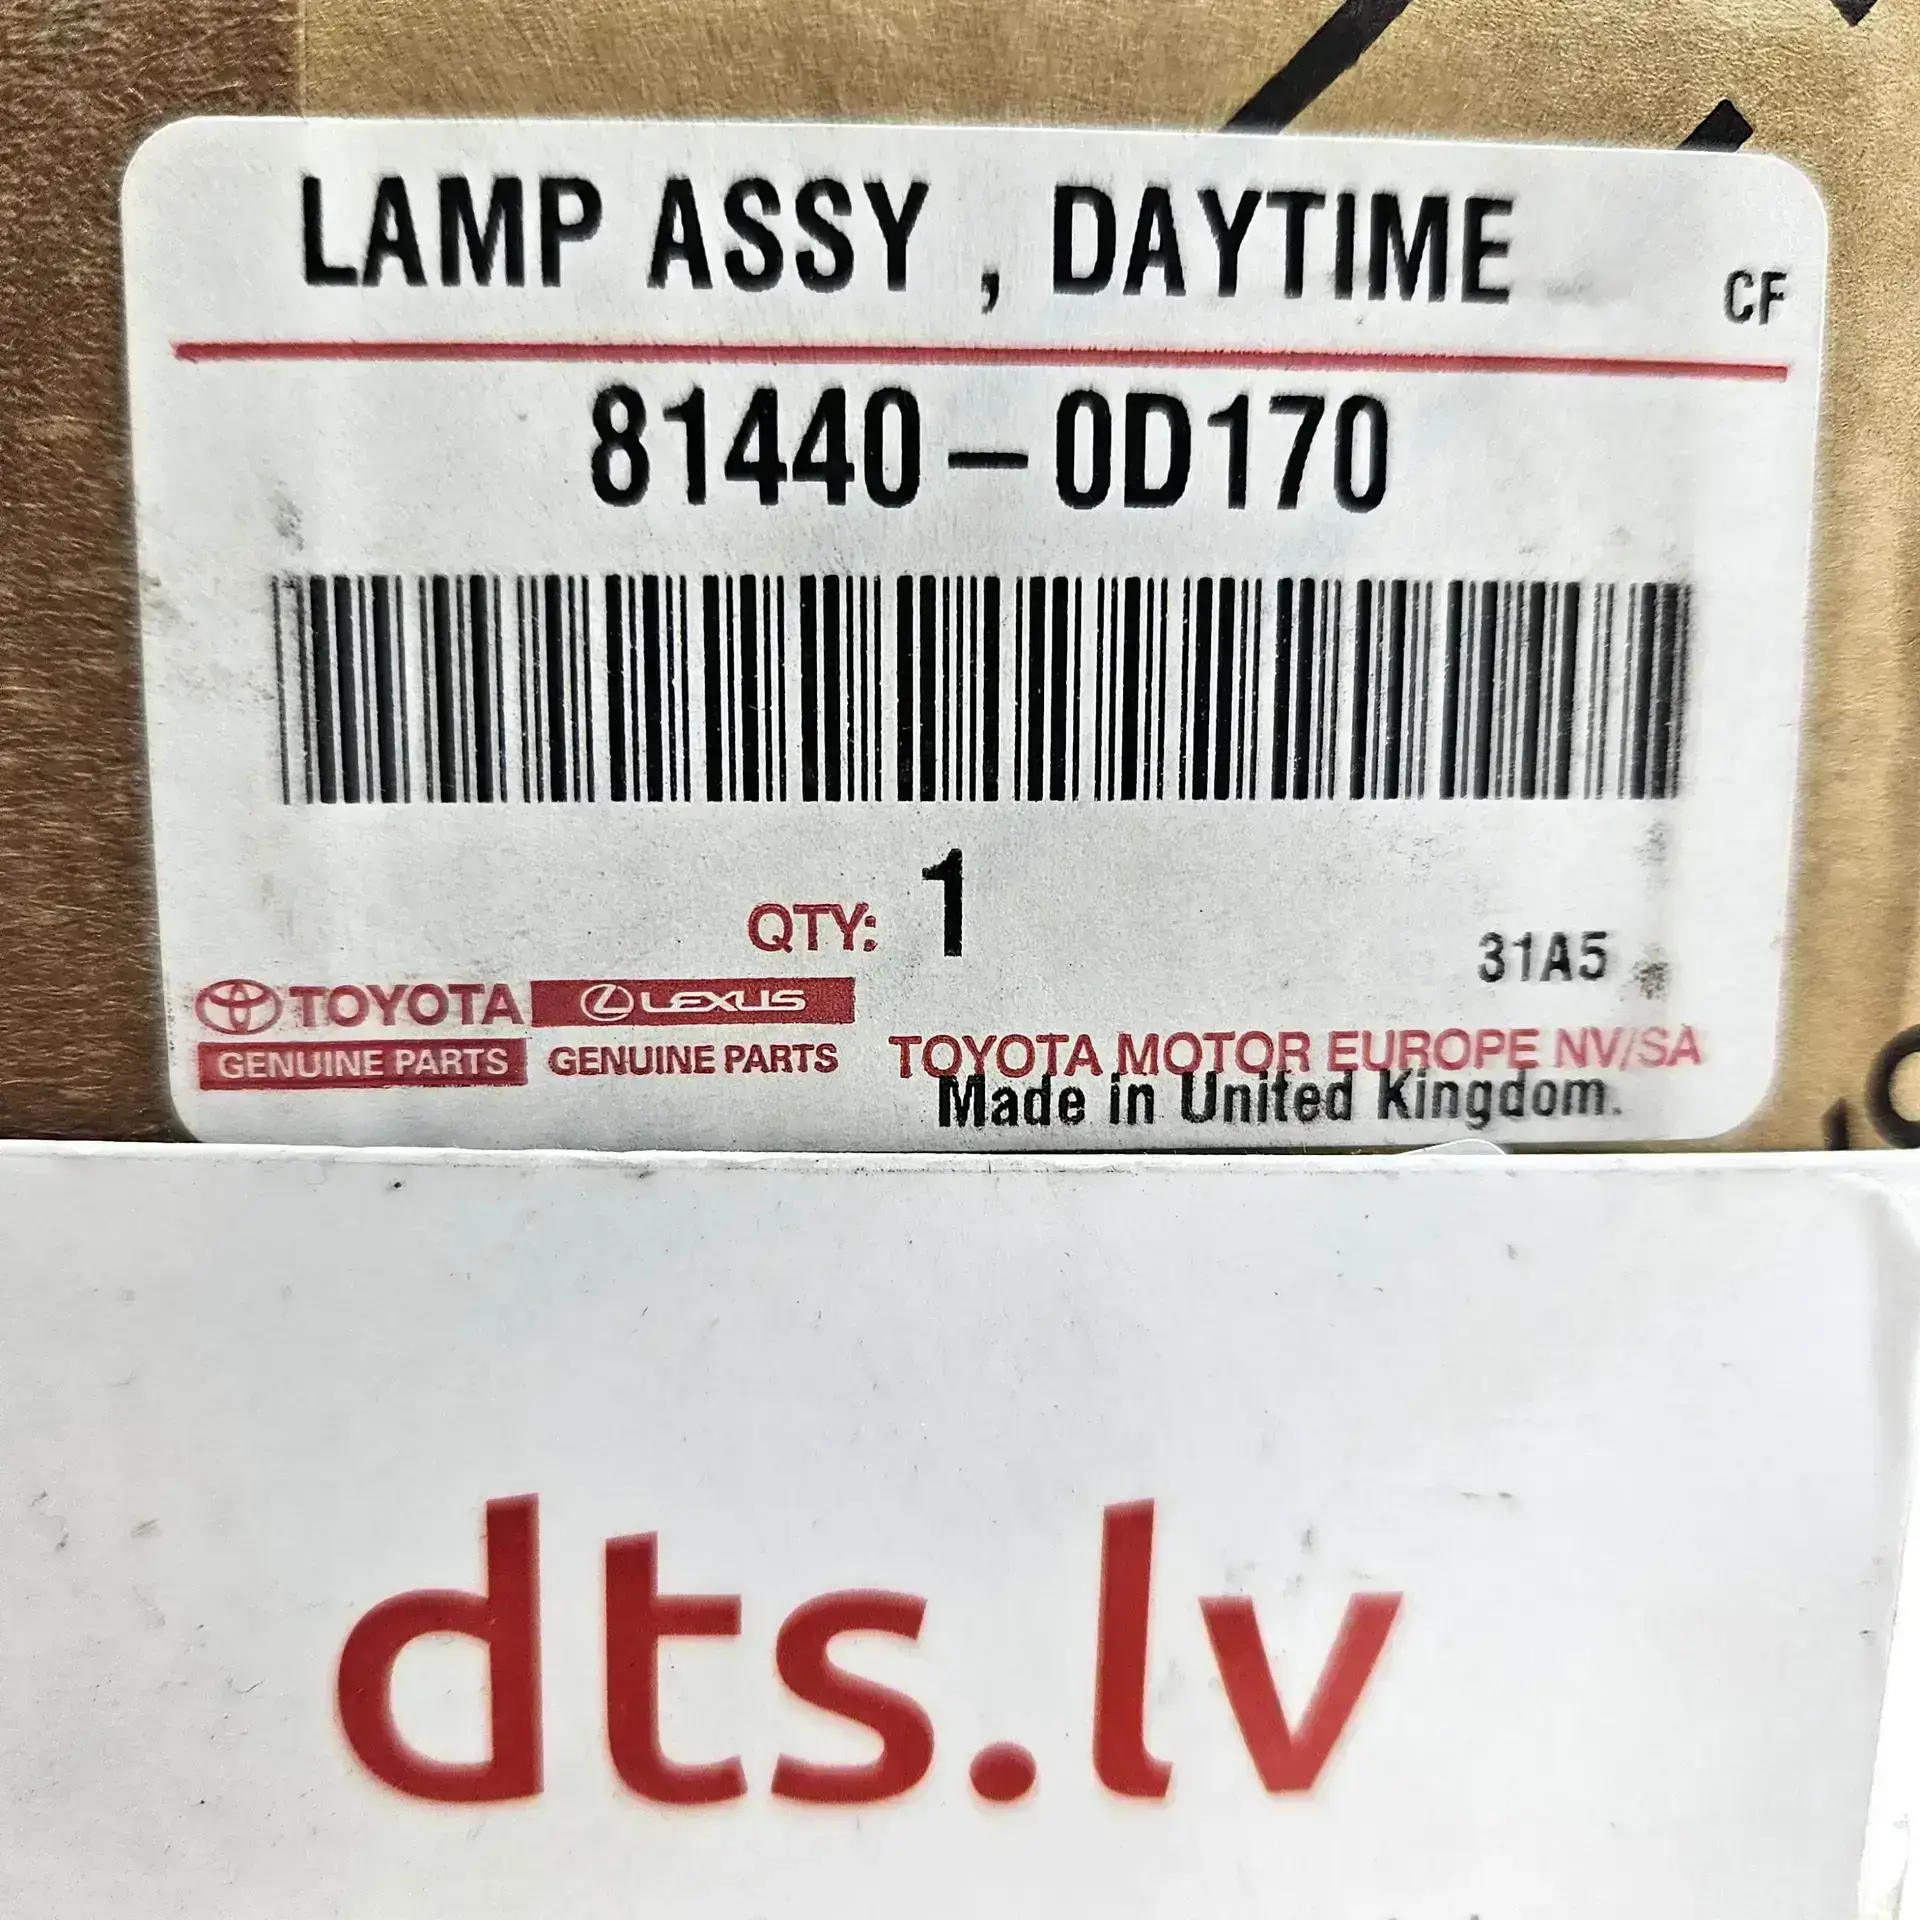 LAMP ASSY , DAYTIME
CF
81440-0D170
QTY: 1
31A5
TOYOTA LEXUS
GENUINE PARTS GENUINE PARTS
TOYOTA MOTOR EUROPE NV/SA
Made in United Kingdom.
dts.lv